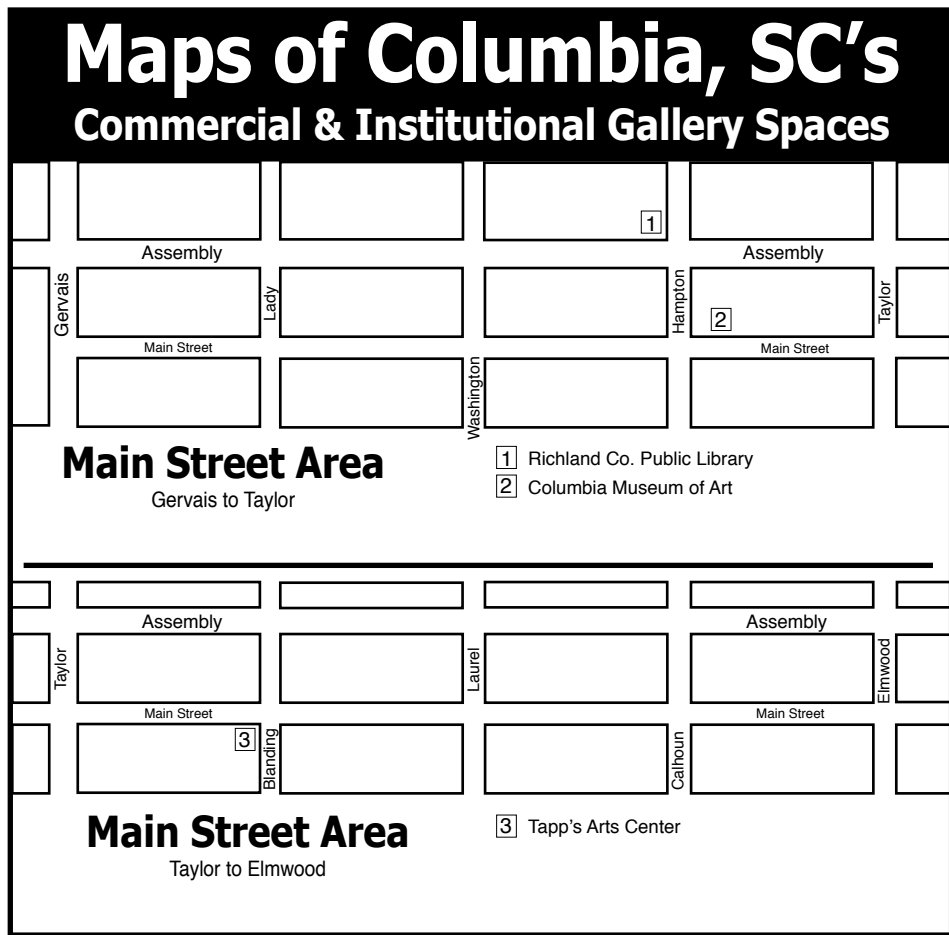 Maps of Columbia, SC’s
Commercial & Institutional Gallery Spaces
1
Assembly
Assembly
Gervais
Lady
Hampton
Taylor
2
Main Street
Main Street
Washington
Main Street Area
Gervais to Taylor
1 Richland Co. Public Library
2 Columbia Museum of Art
Assembly
Assembly
Taylor
Laurel
Elmwood
Main Street
Main Street
3
Blanding
Calhoun
Main Street Area
Taylor to Elmwood
3 Tapp’s Arts Center